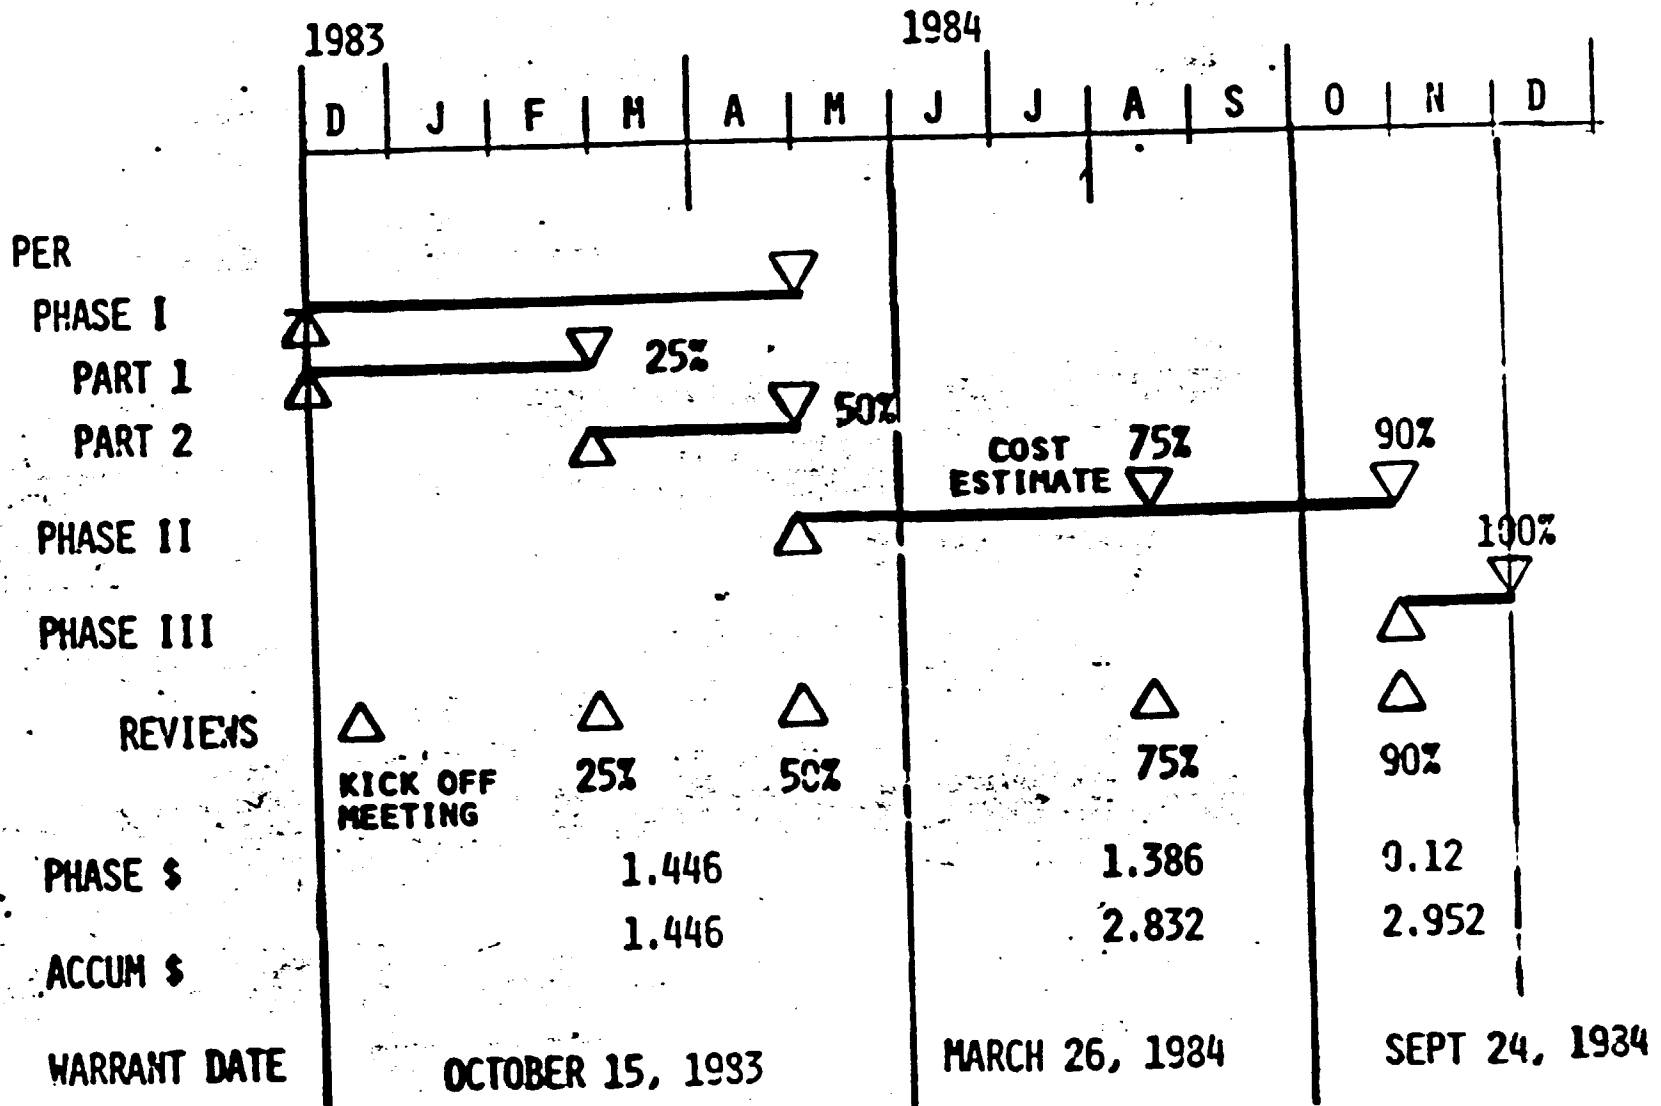 1983 1984
D J F M A M J J A S O N D
PER
PHASE I
PART 1 25%
PART 2 50%
COST 75% 90%
ESTIMATE
PHASE II 100%
PHASE III
REVIEWS
KICK OFF 25% 50% 75% 90%
MEETING
PHASE $ 1.446 1.386 0.12
ACCUM $ 1.446 2.832 2.952
WARRANT DATE OCTOBER 15, 1983 MARCH 26, 1984 SEPT 24, 1984